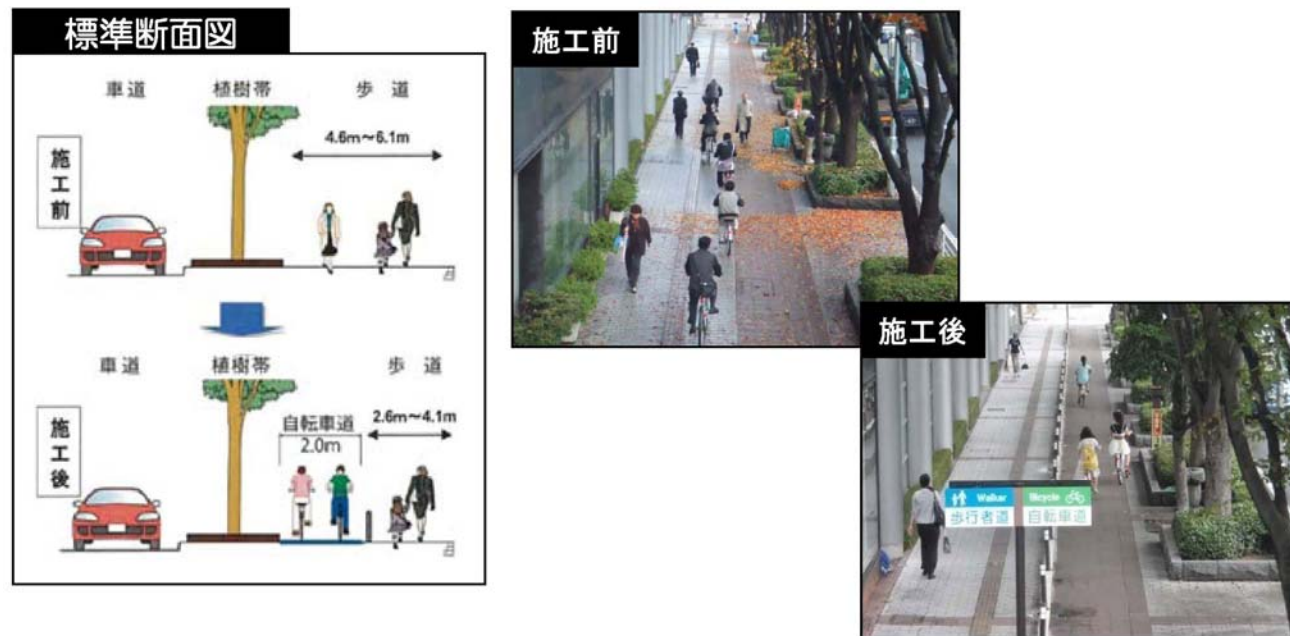 標準断面図
車道 植樹帯 歩道
4.6m～6.1m
施工前
車道 植樹帯 歩道
2.6m～4.1m
自転車道
2.0m
施工後
施工前
施工後
Walker Bicycle
歩行者道 自転車道